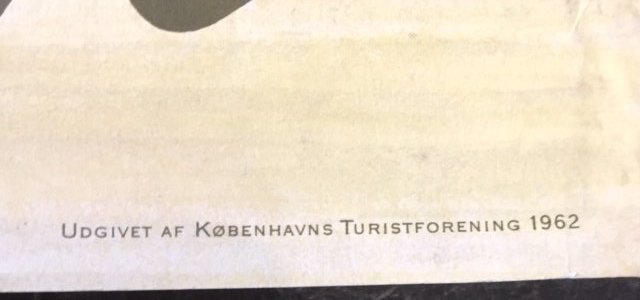 Udgivet af Københavns Turistforening 1962